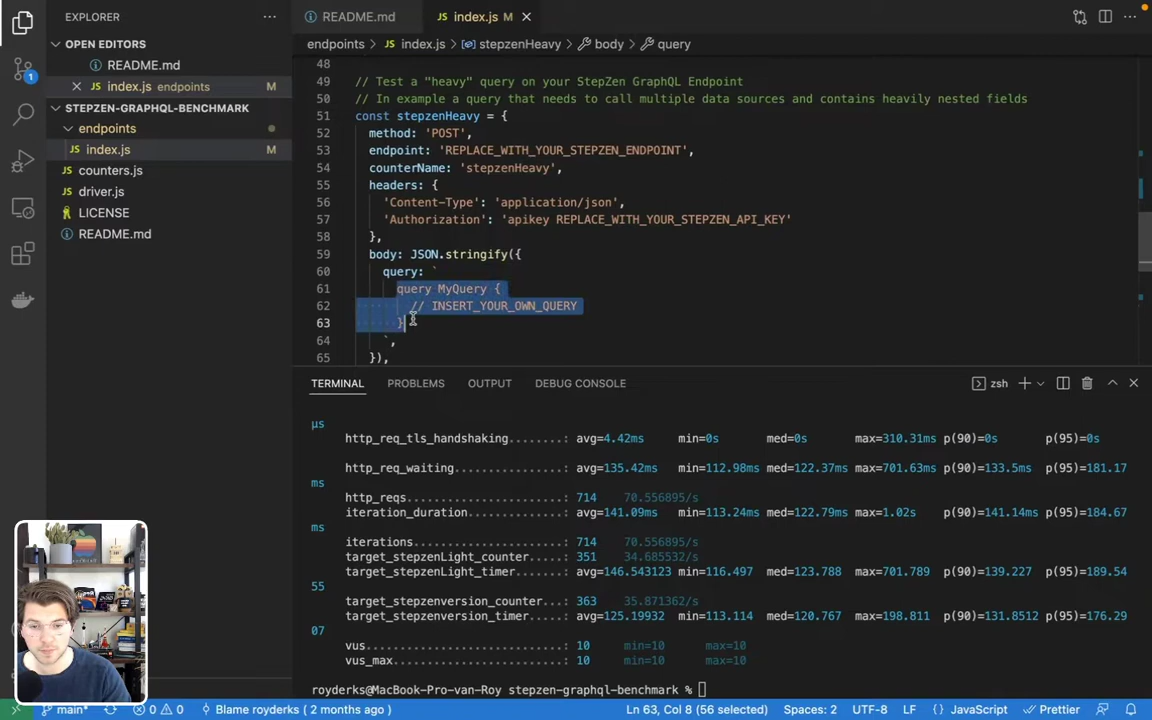 EXPLORER
OPEN EDITORS
README.md
index.js endpoints M
STEPZEN-GRAPHQL-BENCHMARK
endpoints
index.js M
counters.js
driver.js
LICENSE
README.md
README.md
index.js M
endpoints > index.js > stepzenHeavy > body > query
48
49 // Test a "heavy" query on your StepZen GraphQL Endpoint
50 // In example a query that needs to call multiple data sources and contains heavily nested fields
51 const stepzenHeavy = {
52 method: 'POST',
53 endpoint: 'REPLACE_WITH_YOUR_STEPZEN_ENDPOINT',
54 counterName: 'stepzenHeavy',
55 headers: {
56 'Content-Type': 'application/json',
57 'Authorization': 'apikey REPLACE_WITH_YOUR_STEPZEN_API_KEY'
58 },
59 body: JSON.stringify({
60 query: `
61 query MyQuery {
62 // INSERT_YOUR_OWN_QUERY
63 }
64 `,
65 }),
TERMINAL PROBLEMS OUTPUT DEBUG CONSOLE zsh
µs
http_req_tls_handshaking........: avg=4.42ms min=0s med=0s max=310.31ms p(90)=0s p(95)=0s
http_req_waiting................: avg=135.42ms min=112.98ms med=122.37ms max=701.63ms p(90)=133.5ms p(95)=181.17
ms
http_reqs.......................: 714 70.556895/s
iteration_duration..............: avg=141.09ms min=113.24ms med=122.79ms max=1.02s p(90)=141.14ms p(95)=184.67
ms
iterations......................: 714 70.556895/s
target_stepzenLight_counter.....: 351 34.685532/s
target_stepzenLight_timer.......: avg=146.543123 min=116.497 med=123.788 max=701.789 p(90)=139.227 p(95)=189.54
55
target_stepzenversion_counter...: 363 35.871362/s
target_stepzenversion_timer.....: avg=125.19932 min=113.114 med=120.767 max=198.811 p(90)=131.8512 p(95)=176.29
07
vus.............................: 10 min=10 max=10
vus_max.........................: 10 min=10 max=10
royderks@MacBook-Pro-van-Roy stepzen-graphql-benchmark %
main* 0 0 Blame royderks ( 2 months ago ) Ln 63, Col 8 (56 selected) Spaces: 2 UTF-8 LF JavaScript Prettier